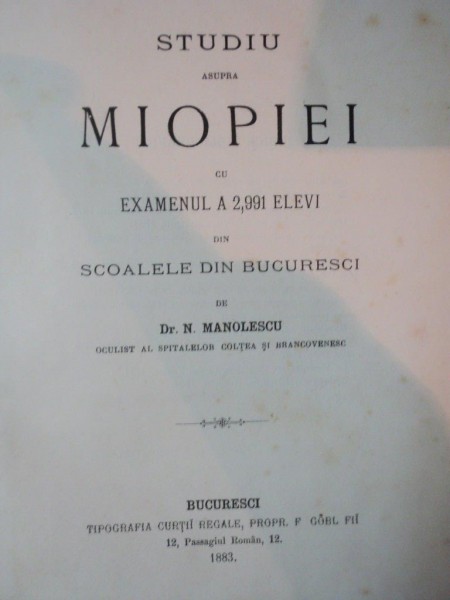 STUDIU
ASUPRA
MIOPIEI
CU
EXAMENUL A 2,991 ELEVI
DIN
SCOALELE DIN BUCURESCI
DE
Dr. N. MANOLESCU
OCULIST AL SPITALELOR COLȚEA ȘI BRANCOVENESC
BUCURESCI
TIPOGRAFIA CURȚII REGALE, PROPR. F GÖBL FII
12, Passagiul Român, 12.
1883.